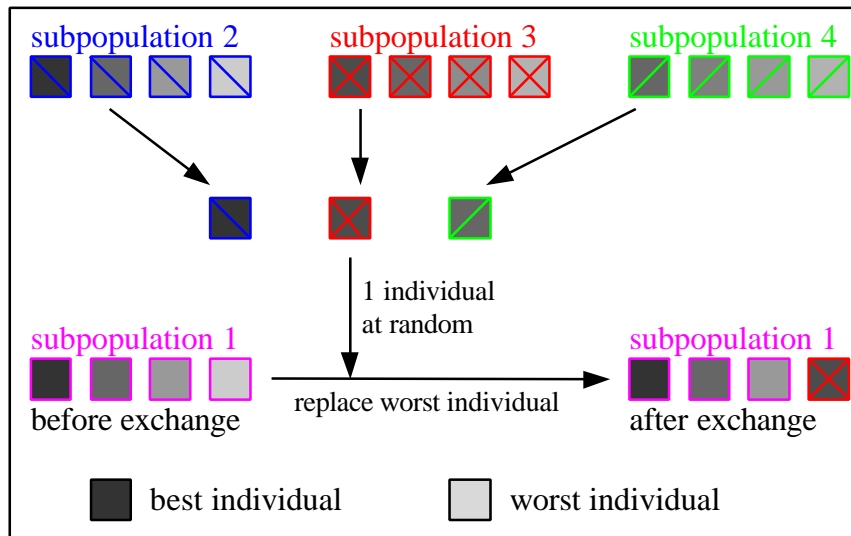 subpopulation 2
subpopulation 3
subpopulation 4
1 individual
at random
subpopulation 1
subpopulation 1
replace worst individual
before exchange
after exchange
best individual
worst individual